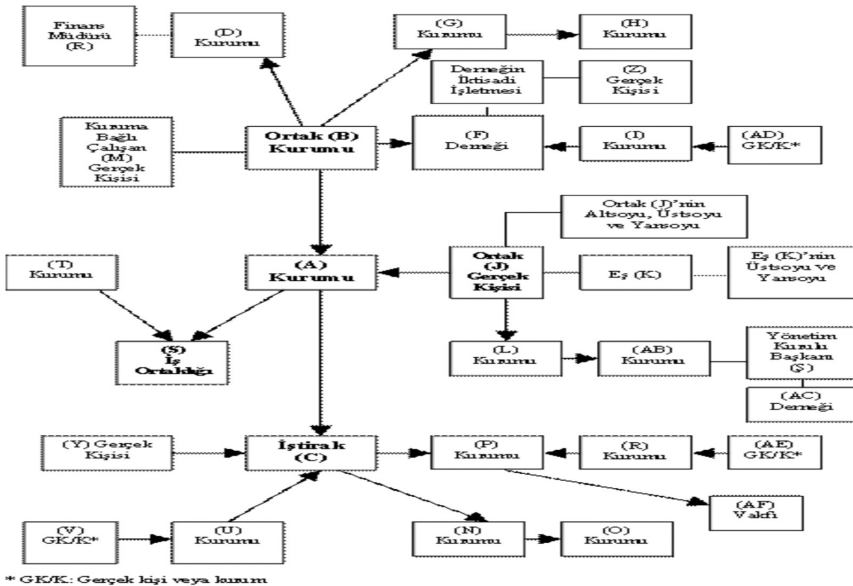 Finans
Müdürü
(R)
(D)
Kurumu
(G)
Kurumu
(H)
Kurumu
Derneğin
İktisadi
İşletmesi
(Z)
Gerçek
Kişisi
Kuruma
Bağlı
Çalışan
(M)
Gerçek
Kişisi
Ortak (B)
Kurumu
(F)
Derneği
(I)
Kurumu
(AD)
GK/K*
Ortak (J)'nin
Altsoyu, Üstsoyu
ve Yansoyu
(T)
Kurumu
(A)
Kurumu
Ortak
(J)
Gerçek
Kişisi
Eş (K)
Eş (K)'nin
Üstsoyu ve
Yansoyu
(S)
İş
Ortaklığı
(L)
Kurumu
(AB)
Kurumu
Yönetim
Kurulu
Başkanı
(Ş)
(AC)
Derneği
(Y) Gerçek
Kişisi
İştirak
(C)
(P)
Kurumu
(R)
Kurumu
(AE)
GK/K*
(AF)
Vakfı
(V)
GK/K*
(U)
Kurumu
(N)
Kurumu
(O)
Kurumu
* GK/K: Gerçek kişi veya kurum